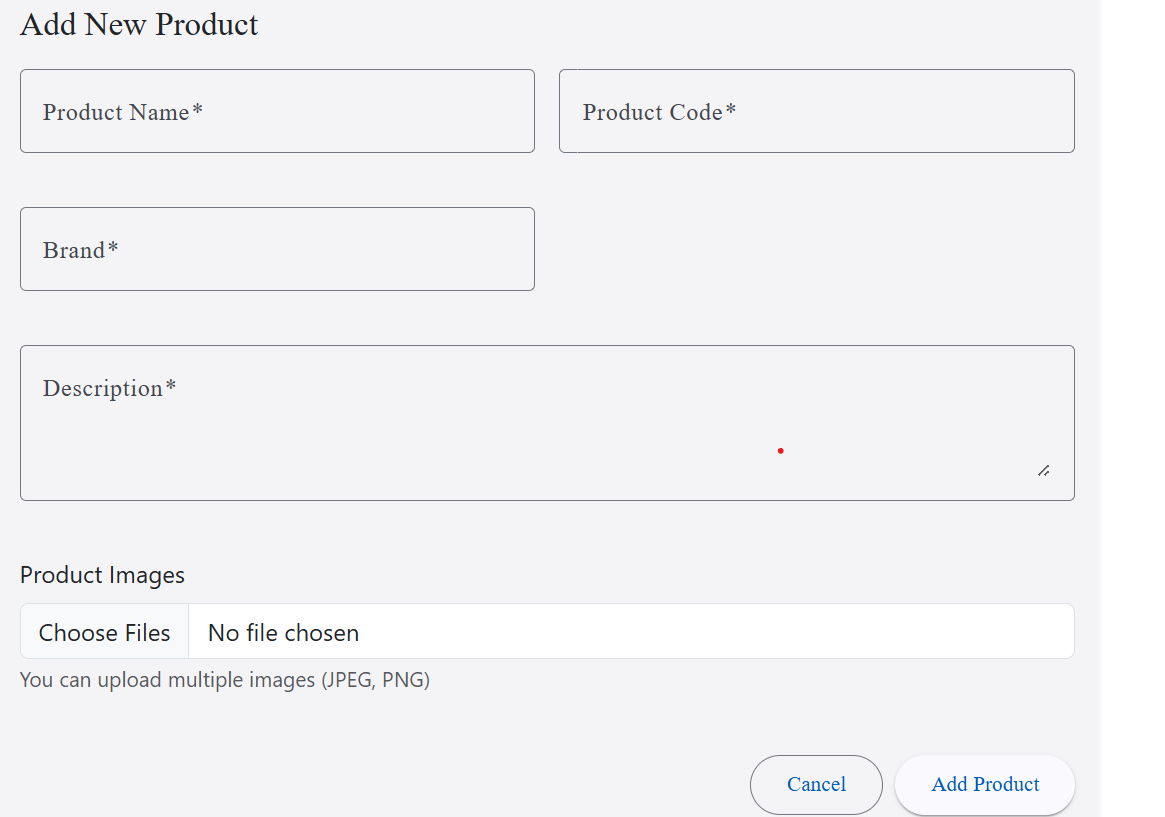 Add New Product
Product Name*
Product Code*
Brand*
Description*
Product Images
Choose Files No file chosen
You can upload multiple images (JPEG, PNG)
Cancel Add Product